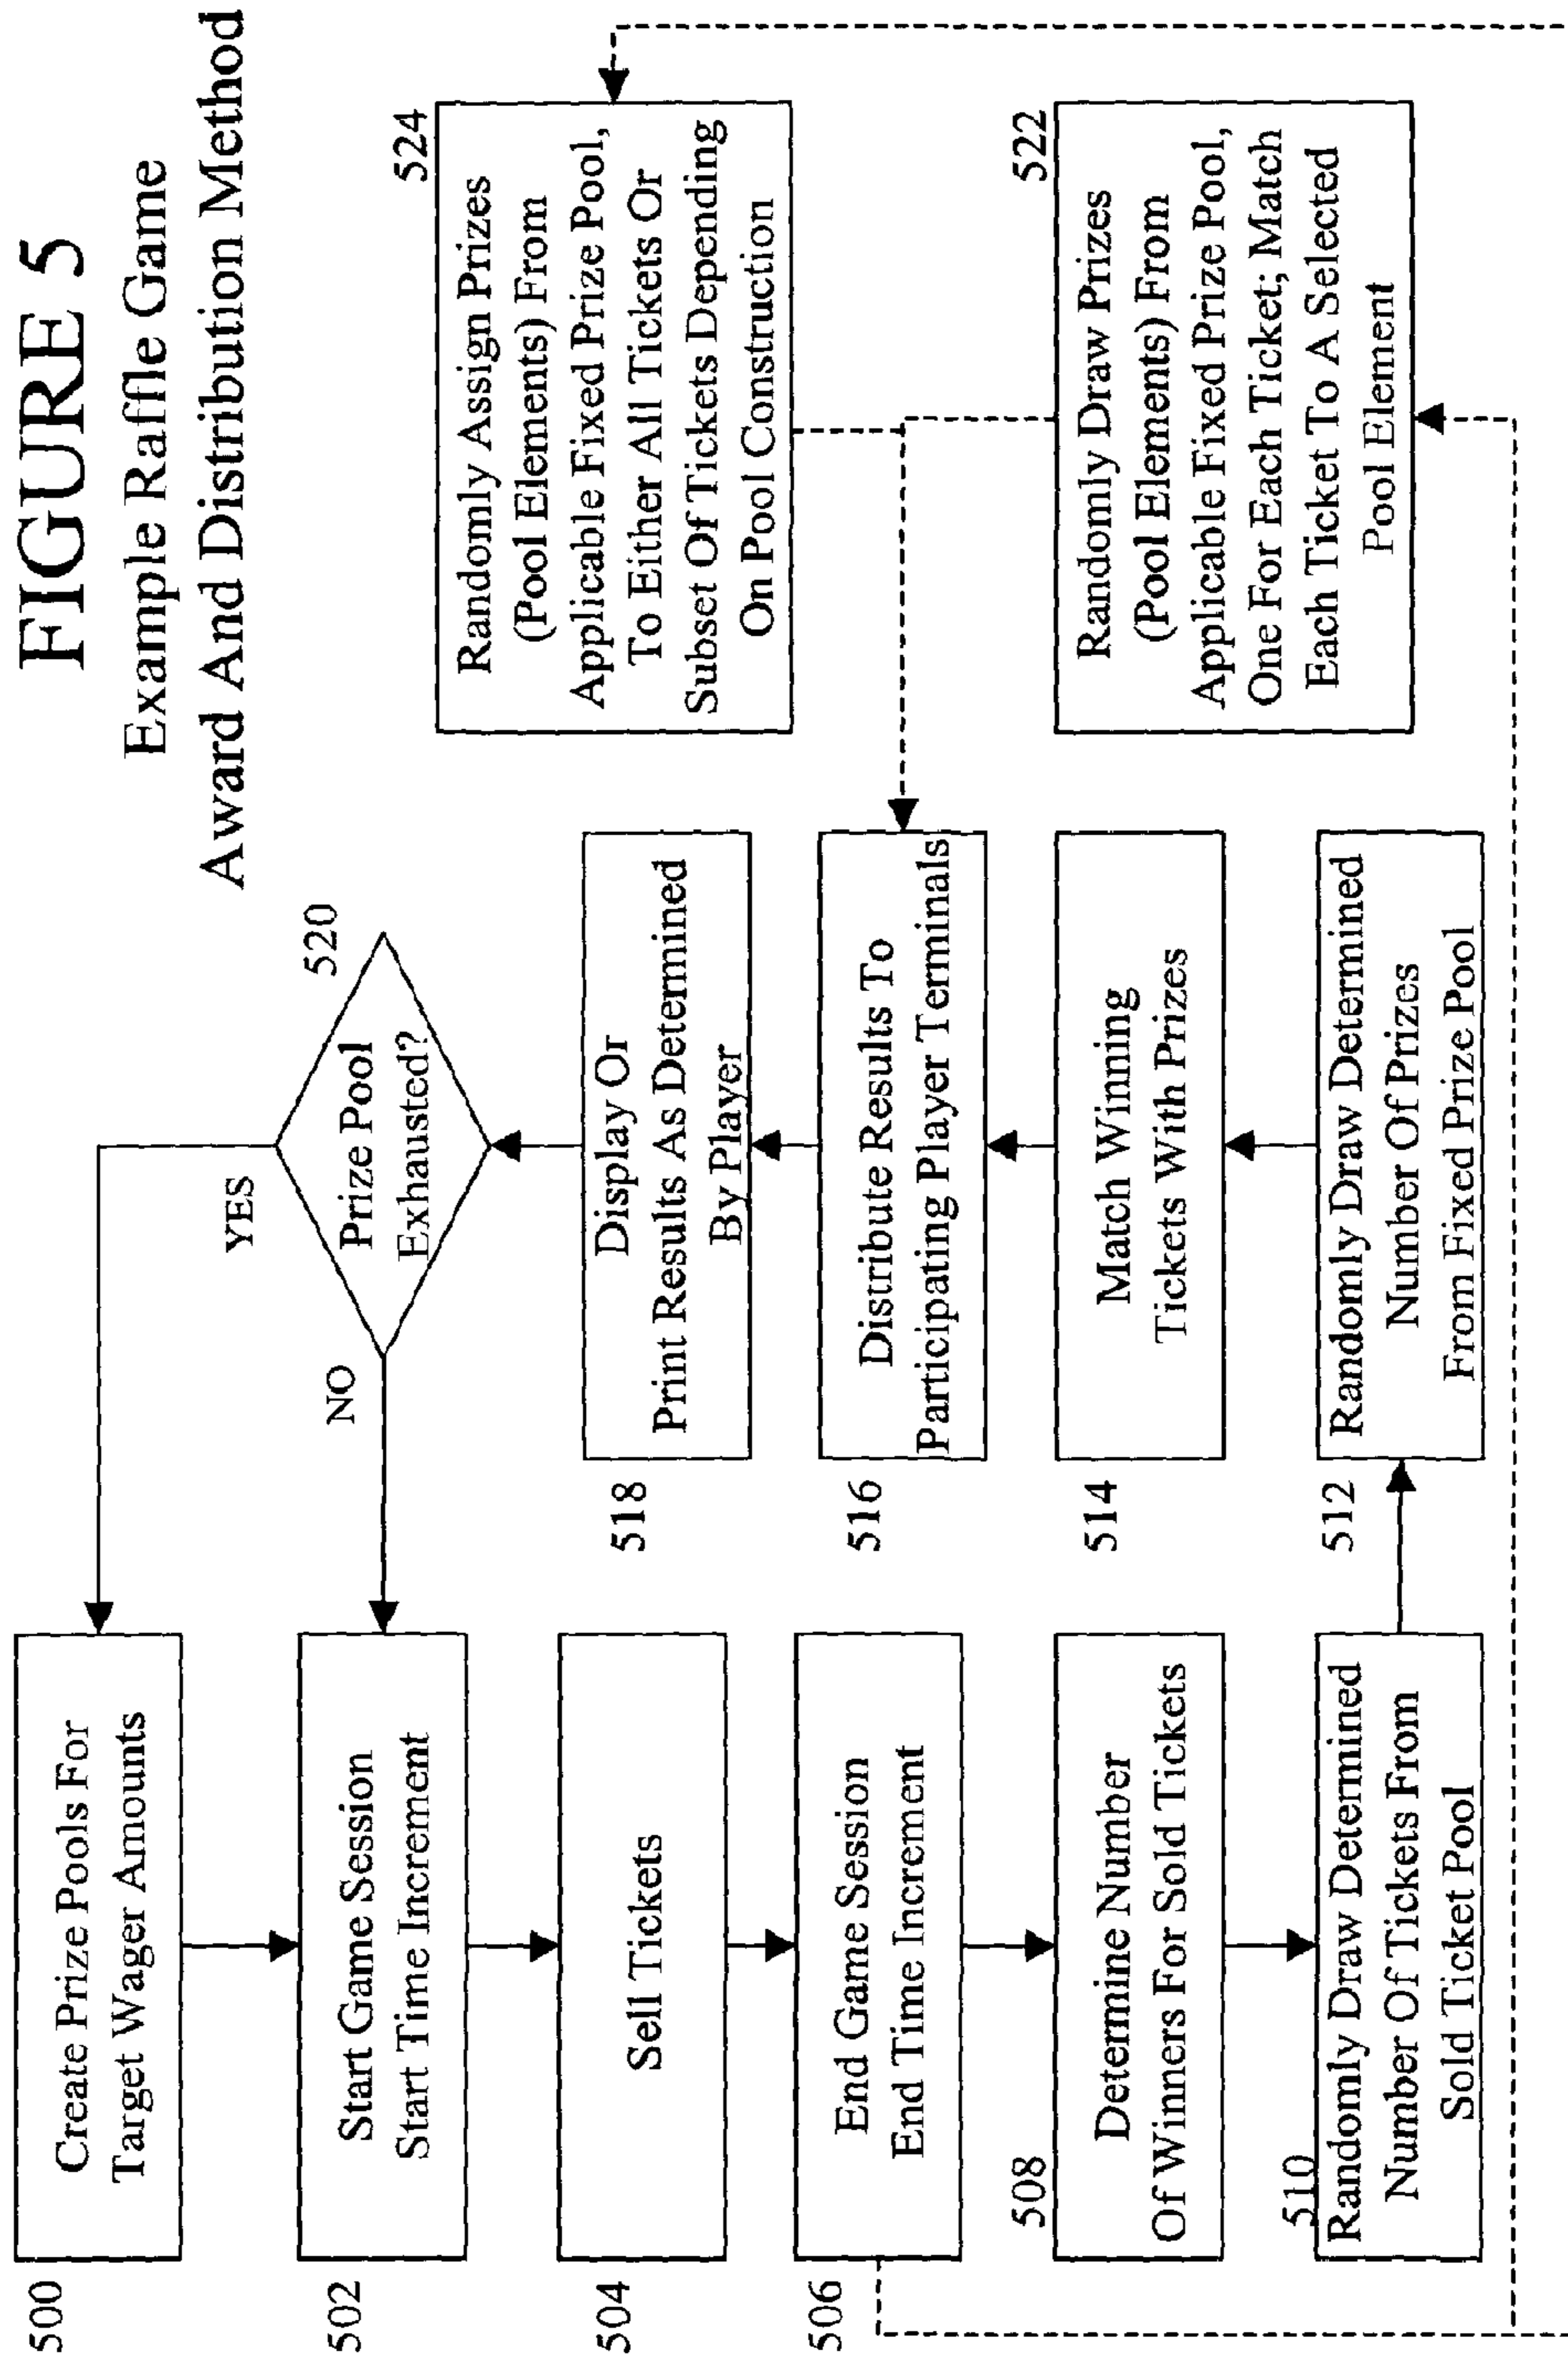 FIGURE 5
Example Raffle Game
Award And Distribution Method
500
Create Prize Pools For
Target Wager Amounts
502
Start Game Session
Start Time Increment
504
Sell Tickets
506
End Game Session
End Time Increment
508
Determine Number
Of Winners For Sold Tickets
510
Randomly Draw Determined
Number Of Tickets From
Sold Ticket Pool
512
Randomly Draw Determined
Number Of Prizes
From Fixed Prize Pool
514
Match Winning
Tickets With Prizes
516
Distribute Results To
Participating Player Terminals
518
Display Or
Print Results As Determined
By Player
520
Prize Pool
Exhausted?
YES
NO
524
Randomly Assign Prizes
(Pool Elements) From
Applicable Fixed Prize Pool,
To Either All Tickets Or
Subset Of Tickets Depending
On Pool Construction
522
Randomly Draw Prizes
(Pool Elements) From
Applicable Fixed Prize Pool,
One For Each Ticket; Match
Each Ticket To A Selected
Pool Element